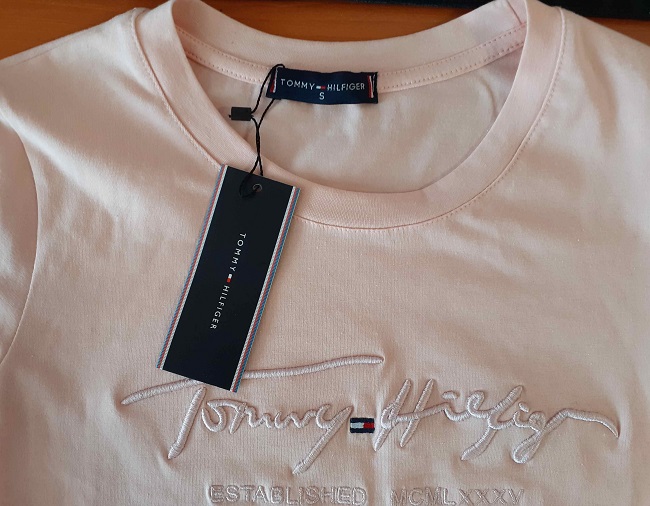 TOMMY HILFIGER
S
TOMMY HILFIGER
Tommy Hilfiger
ESTABLISHED MCMLXXXV